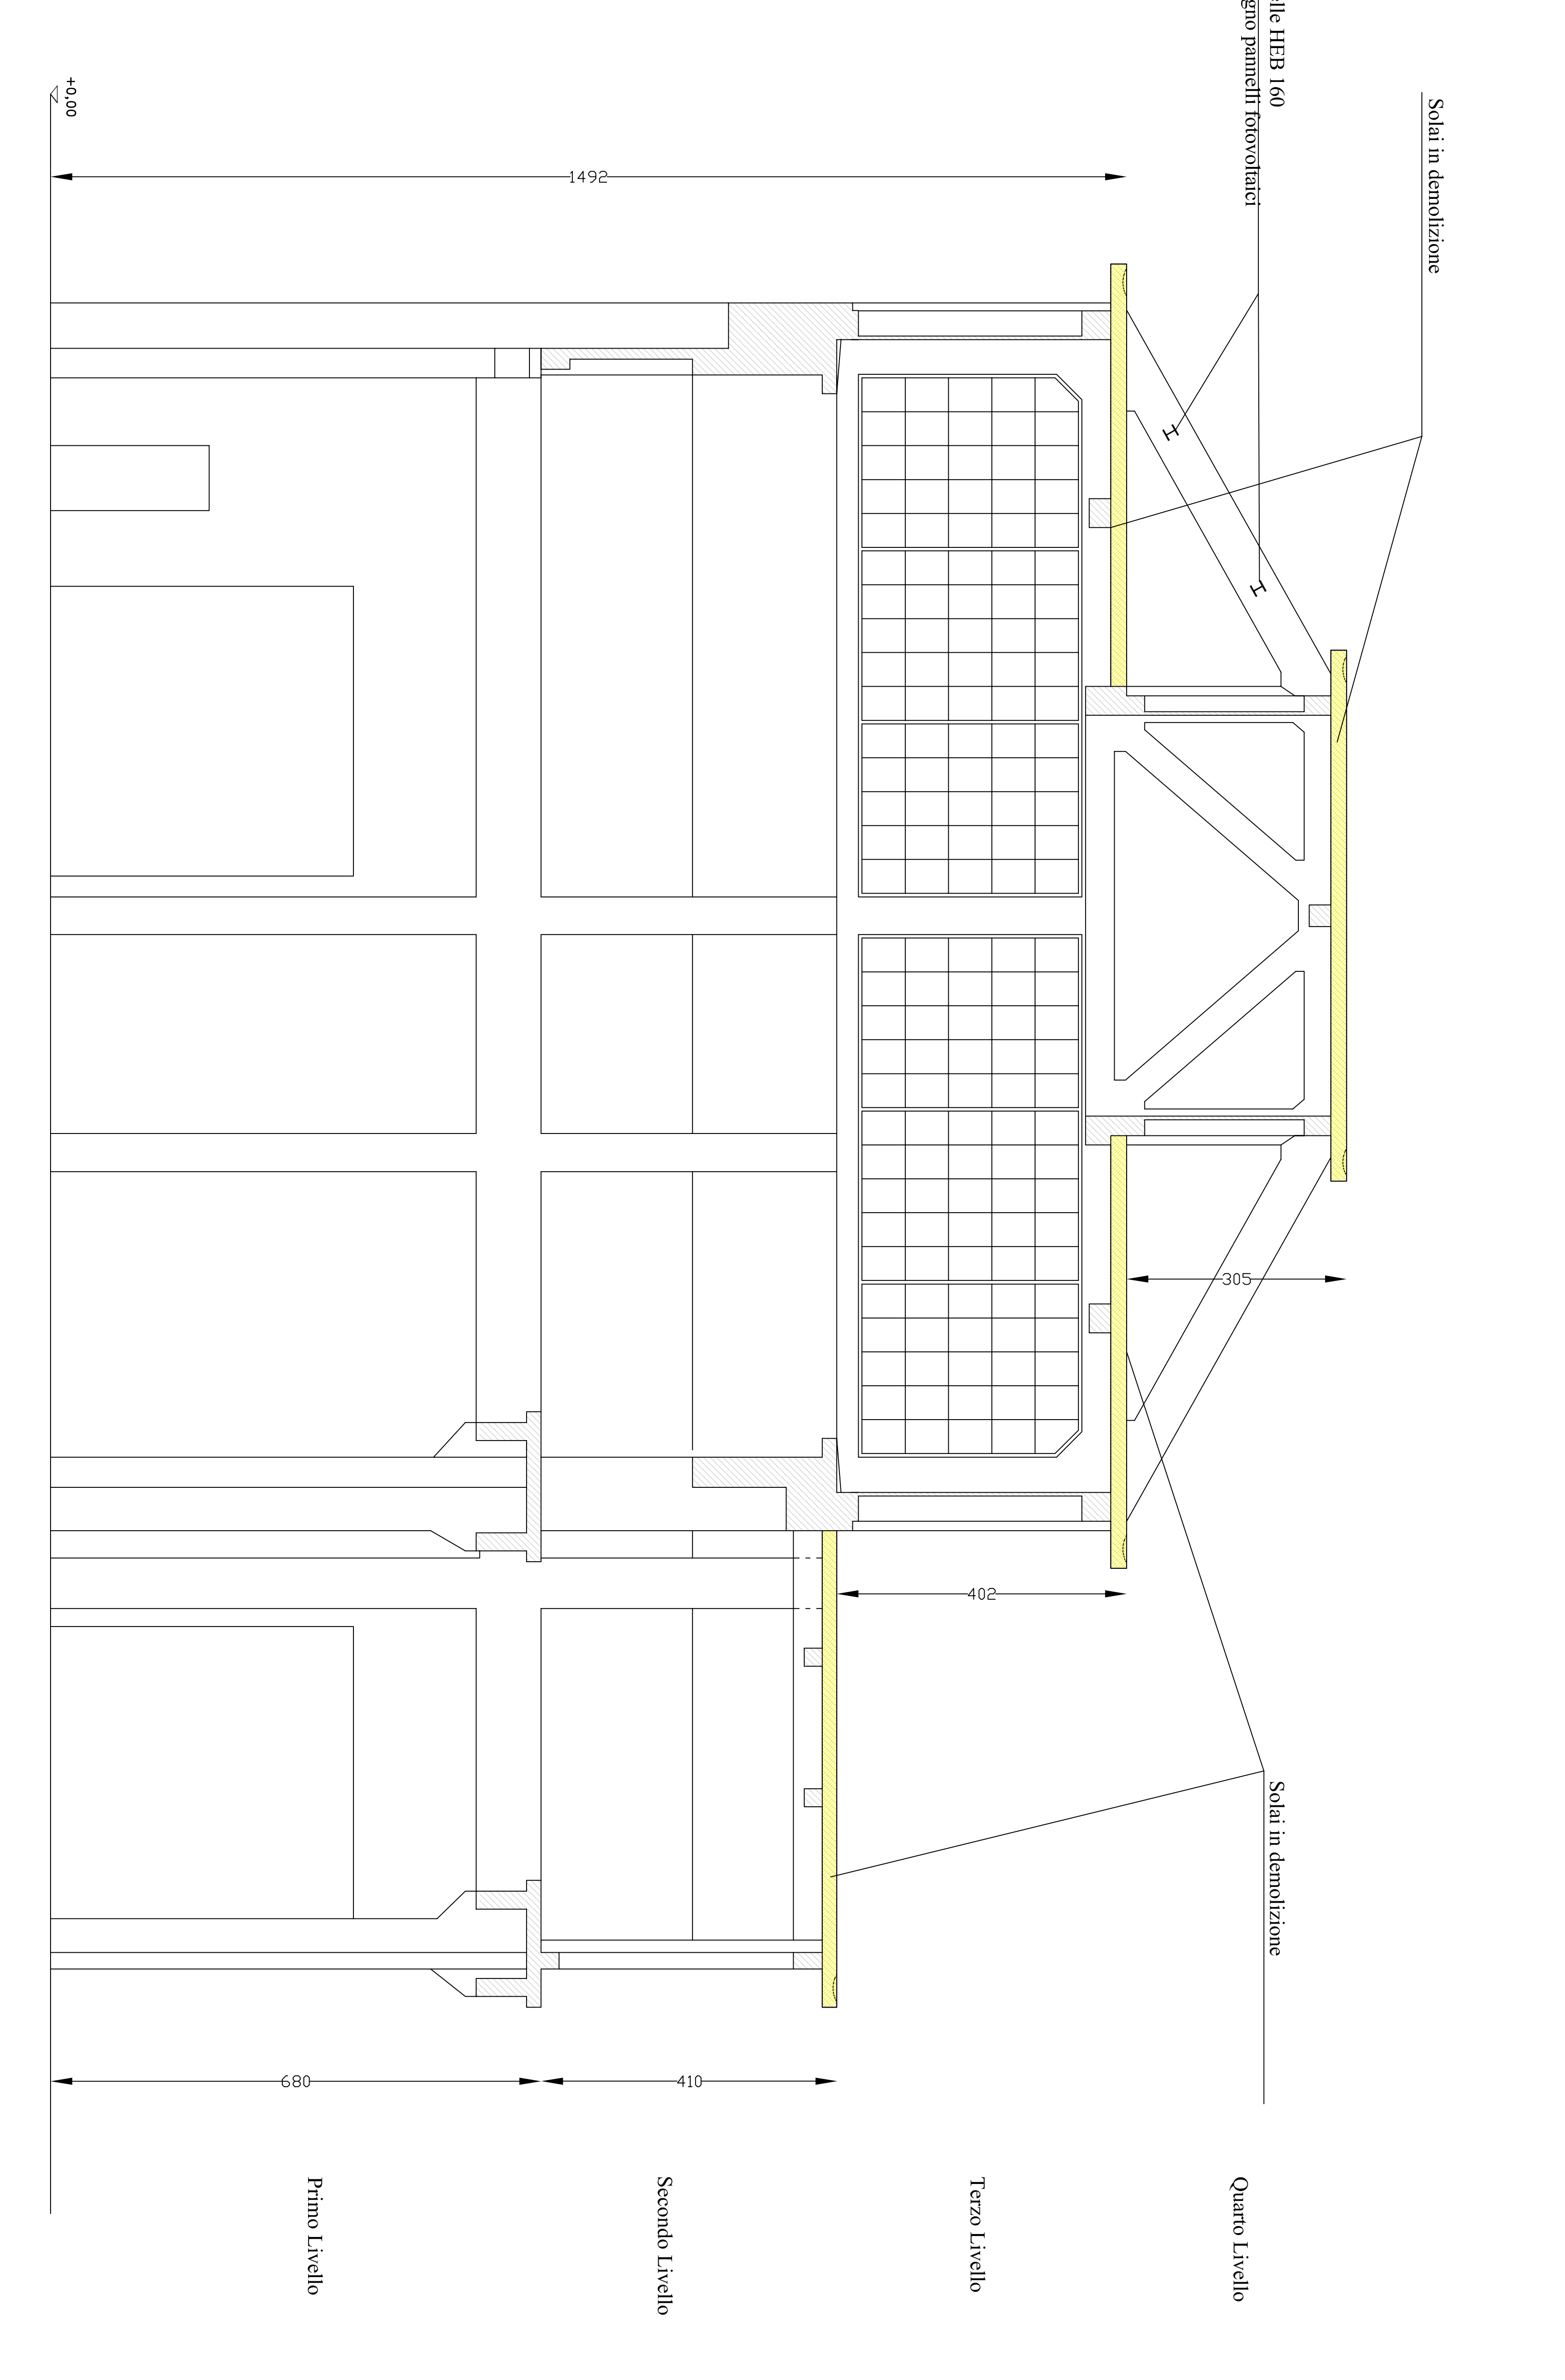 Solai in demolizione
lle HEB 160
gno pannelli fotovoltaici
+0,00
1492
305
402
Solai in demolizione
680
410
Quarto Livello
Terzo Livello
Secondo Livello
Primo Livello